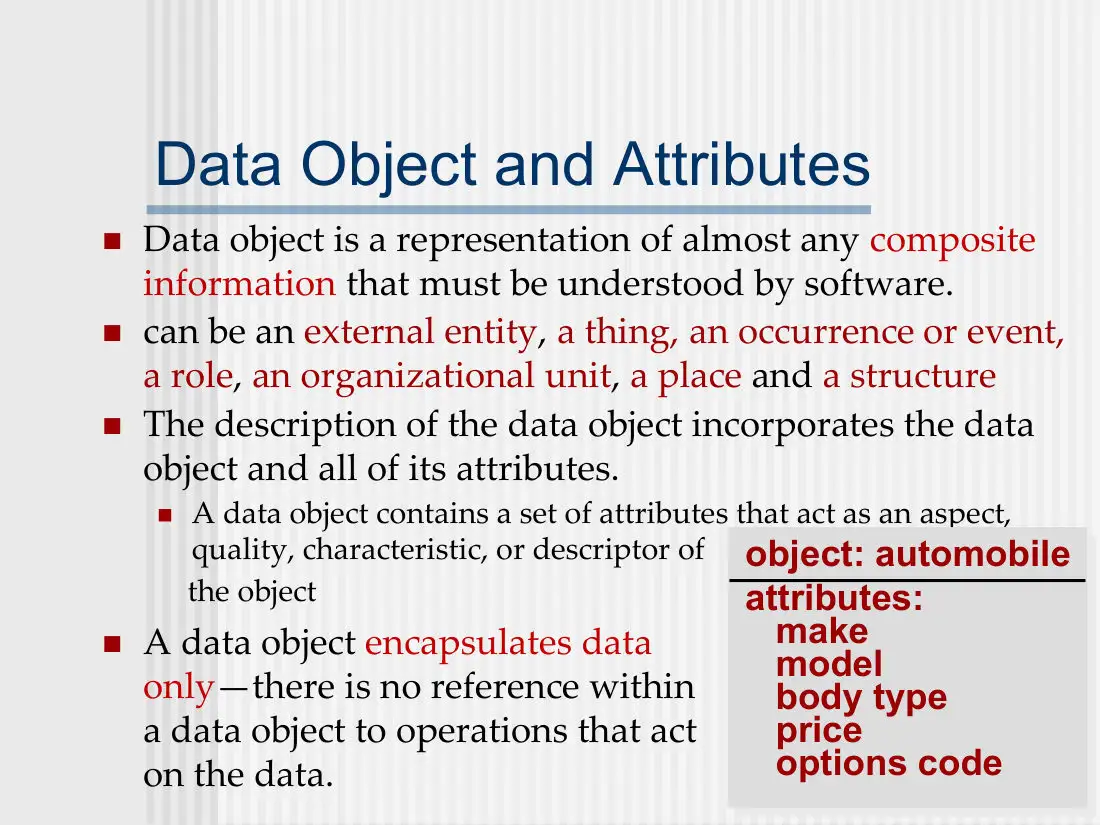 Data Object and Attributes
Data object is a representation of almost any composite
information that must be understood by software.
can be an external entity, a thing, an occurrence or event,
a role, an organizational unit, a place and a structure
The description of the data object incorporates the data
object and all of its attributes.
A data object contains a set of attributes that act as an aspect,
quality, characteristic, or descriptor of
the object
A data object encapsulates data
only—there is no reference within
a data object to operations that act
on the data.
object: automobile
attributes:
make
model
body type
price
options code